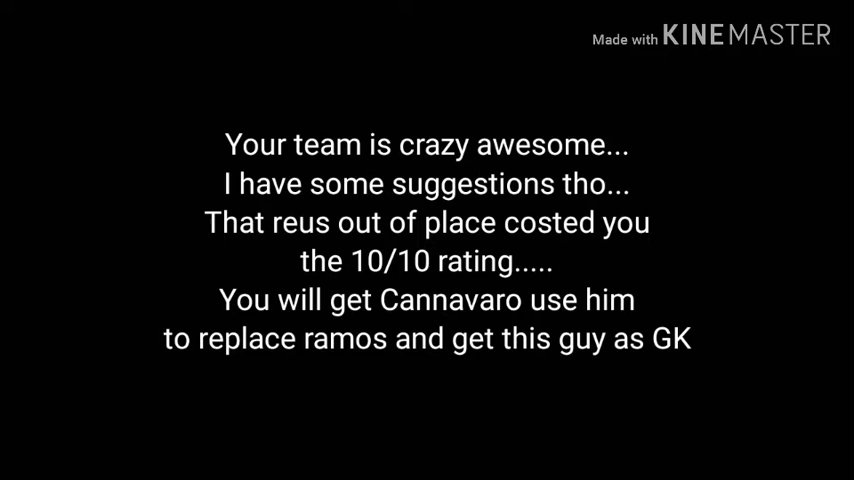 Made with KINEMASTER
Your team is crazy awesome...
I have some suggestions tho...
That reus out of place costed you
the 10/10 rating.....
You will get Cannavaro use him
to replace ramos and get this guy as GK